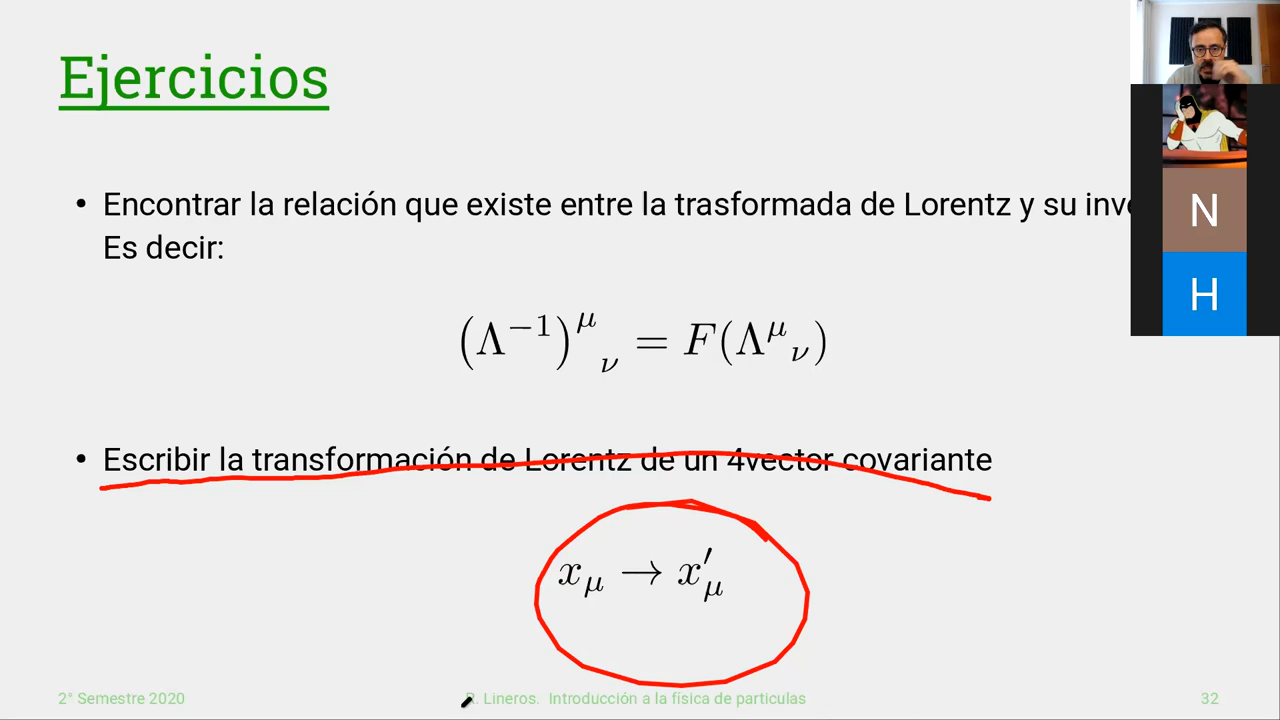 Ejercicios
• Encontrar la relación que existe entre la trasformada de Lorentz y su
Es decir:
(Λ⁻¹)^μ_ν = F(Λ^μ_ν)
• Escribir la transformación de Lorentz de un 4vector covariante
x_μ → x′_μ
2° Semestre 2020
R. Lineros. Introducción a la física de particulas
32
N
H